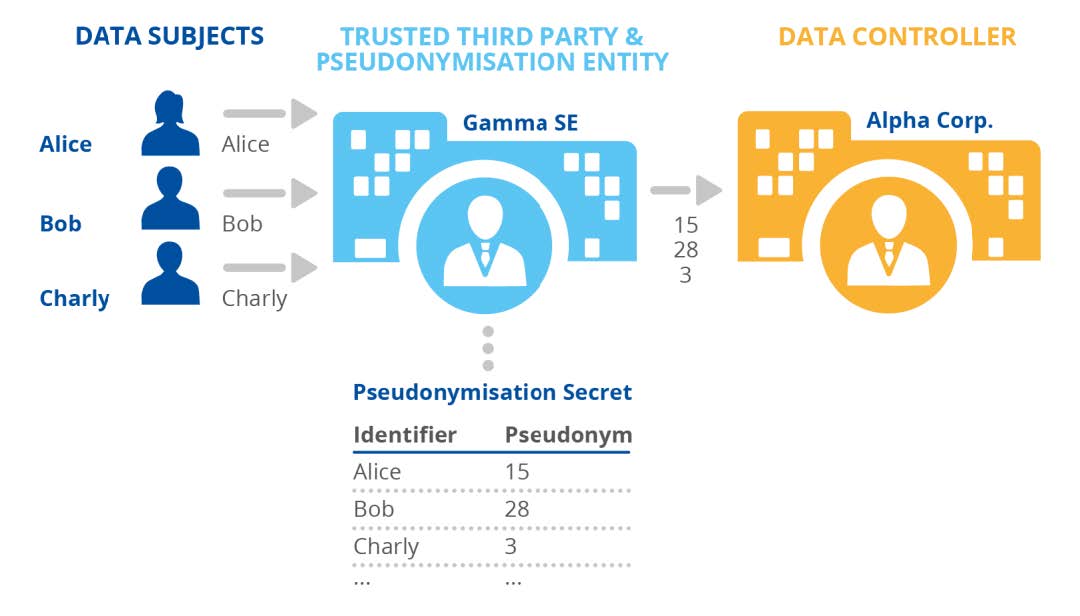 DATA SUBJECTS
TRUSTED THIRD PARTY &
PSEUDONYMISATION ENTITY
DATA CONTROLLER
Alice
Alice
Bob
Bob
Charly
Charly
Gamma SE
15
28
3
Alpha Corp.
Pseudonymisation Secret
Identifier Pseudonym
Alice 15
Bob 28
Charly 3
... ...